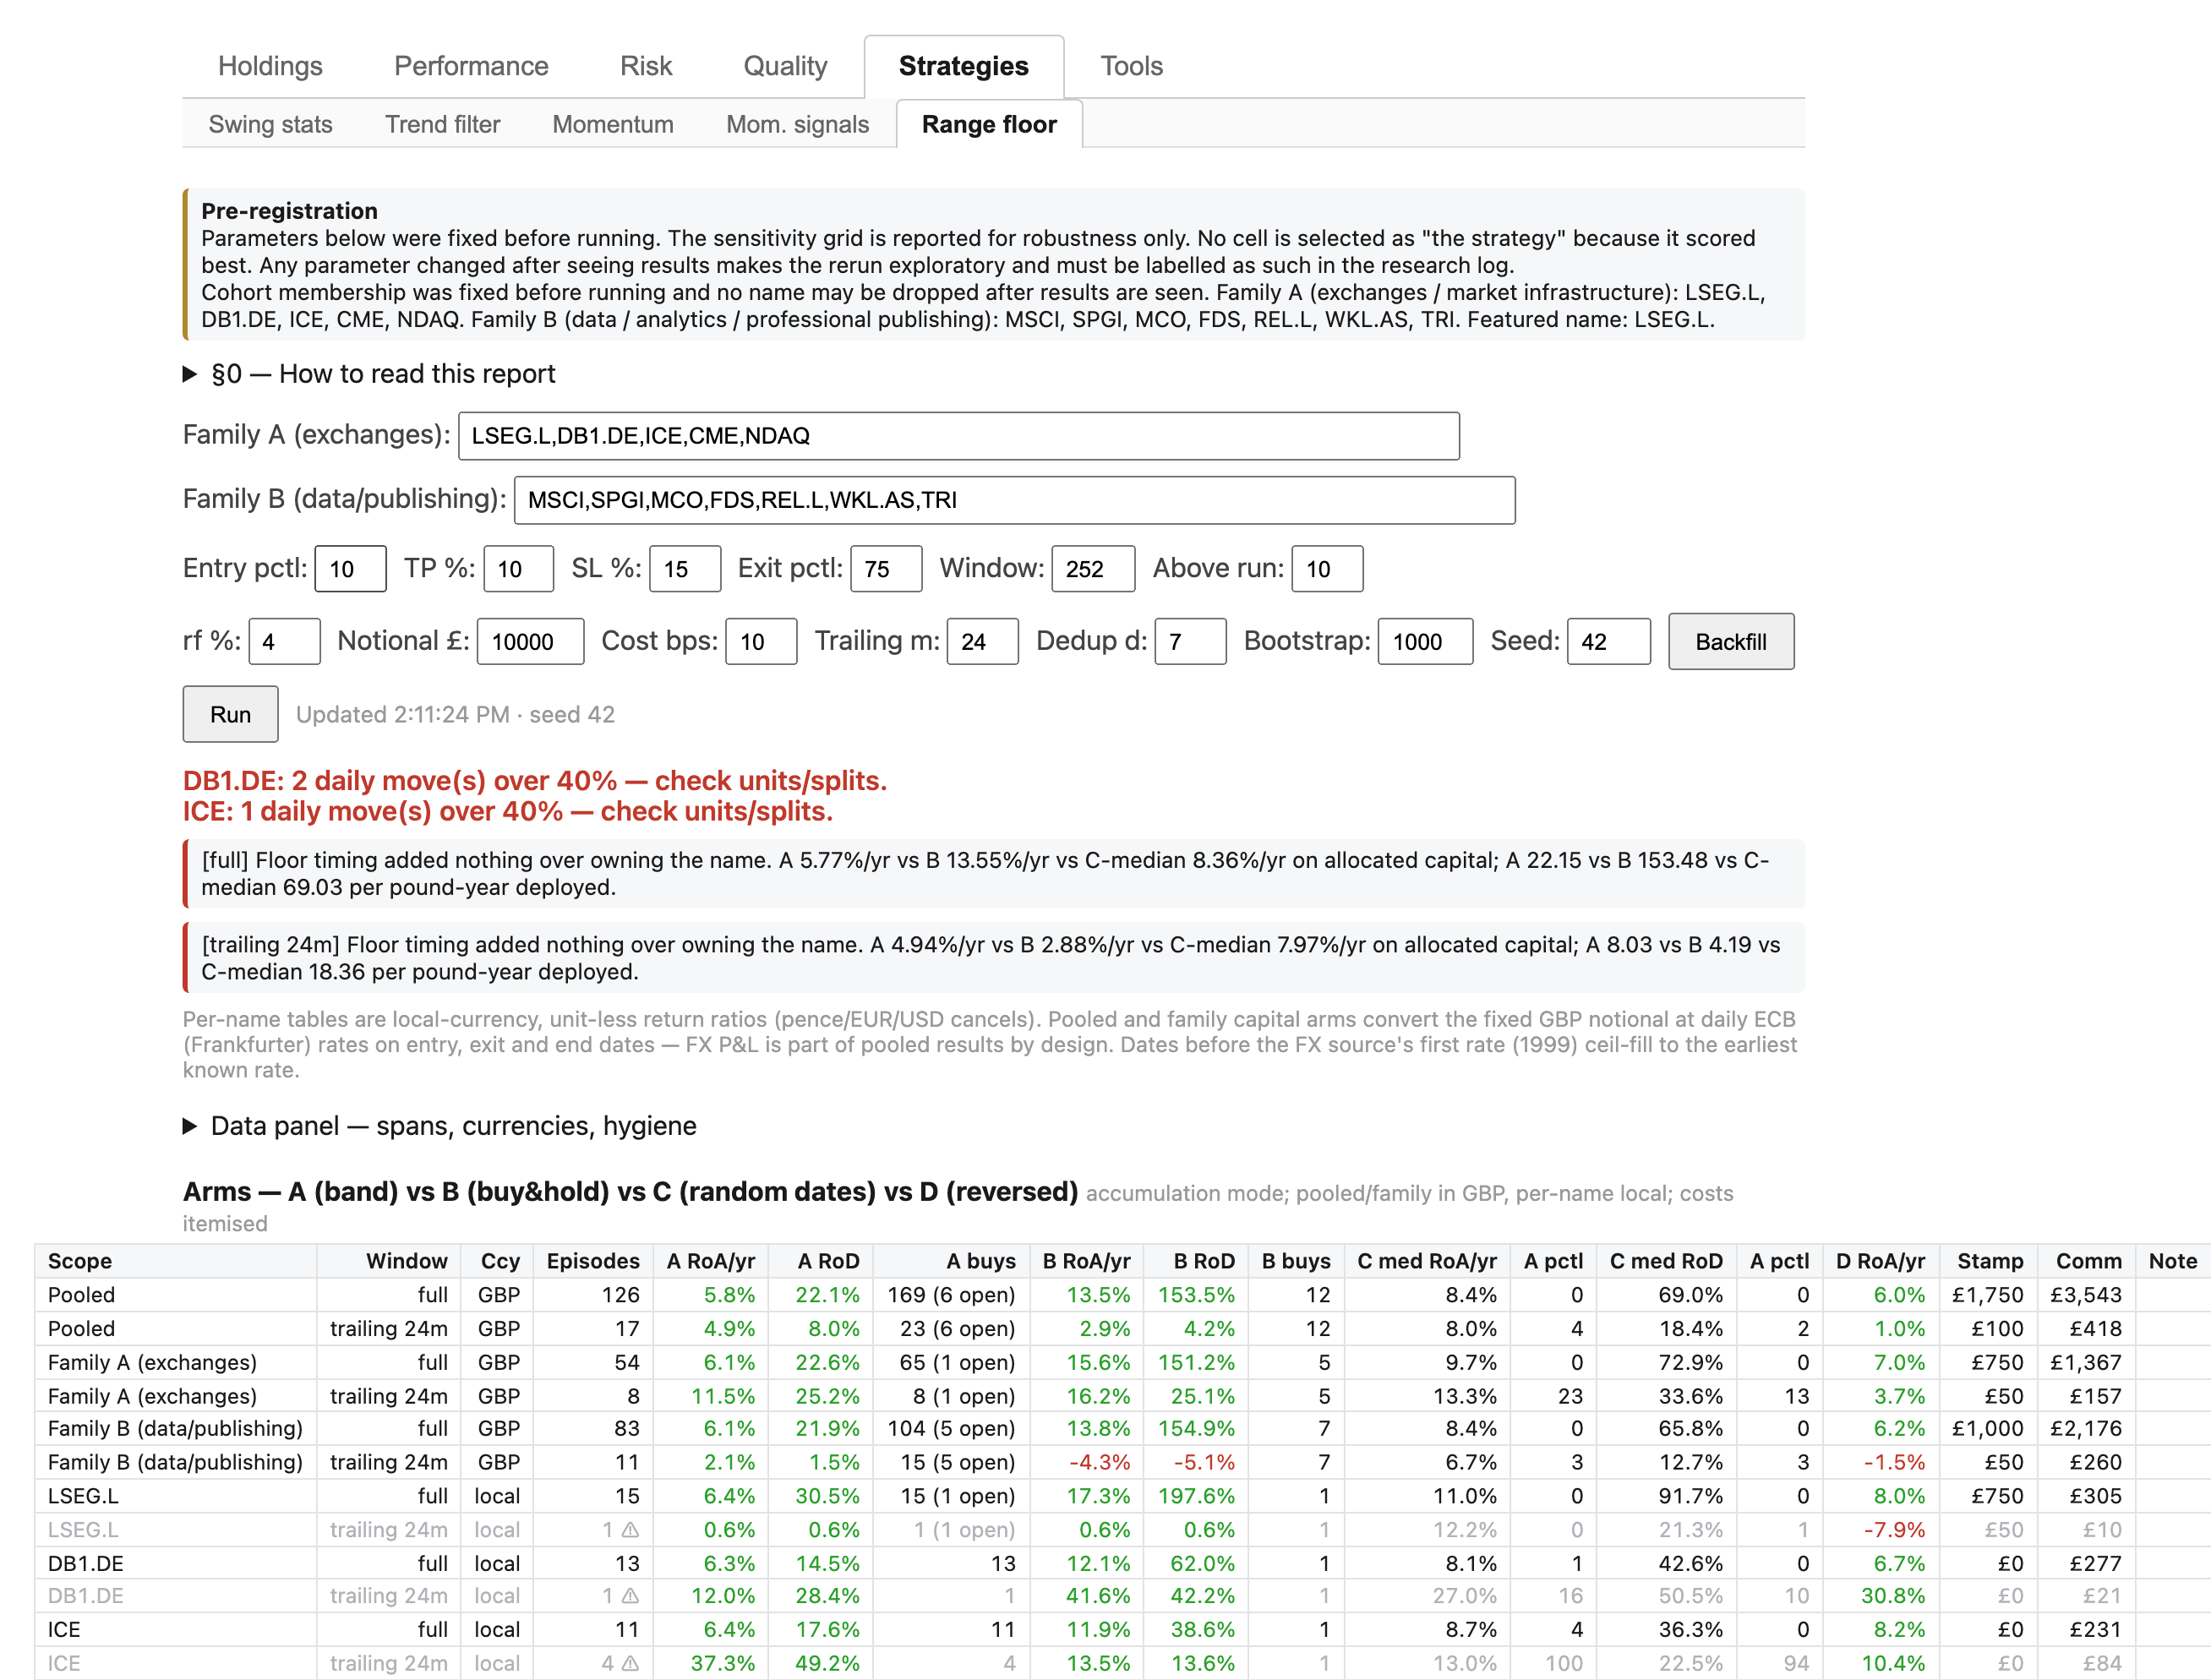 Holdings Performance Risk Quality Strategies Tools
Swing stats Trend filter Momentum Mom. signals Range floor
Pre-registration
Parameters below were fixed before running. The sensitivity grid is reported for robustness only. No cell is selected as "the strategy" because it scored
best. Any parameter changed after seeing results makes the rerun exploratory and must be labelled as such in the research log.
Cohort membership was fixed before running and no name may be dropped after results are seen. Family A (exchanges / market infrastructure): LSEG.L,
DB1.DE, ICE, CME, NDAQ. Family B (data / analytics / professional publishing): MSCI, SPGI, MCO, FDS, REL.L, WKL.AS, TRI. Featured name: LSEG.L.
▶ §0 — How to read this report
Family A (exchanges): LSEG.L,DB1.DE,ICE,CME,NDAQ
Family B (data/publishing): MSCI,SPGI,MCO,FDS,REL.L,WKL.AS,TRI
Entry pctl: 10 TP %: 10 SL %: 15 Exit pctl: 75 Window: 252 Above run: 10
rf %: 4 Notional £: 10000 Cost bps: 10 Trailing m: 24 Dedup d: 7 Bootstrap: 1000 Seed: 42 Backfill
Run Updated 2:11:24 PM · seed 42
DB1.DE: 2 daily move(s) over 40% — check units/splits.
ICE: 1 daily move(s) over 40% — check units/splits.
[full] Floor timing added nothing over owning the name. A 5.77%/yr vs B 13.55%/yr vs C-median 8.36%/yr on allocated capital; A 22.15 vs B 153.48 vs C-
median 69.03 per pound-year deployed.
[trailing 24m] Floor timing added nothing over owning the name. A 4.94%/yr vs B 2.88%/yr vs C-median 7.97%/yr on allocated capital; A 8.03 vs B 4.19 vs
C-median 18.36 per pound-year deployed.
Per-name tables are local-currency, unit-less return ratios (pence/EUR/USD cancels). Pooled and family capital arms convert the fixed GBP notional at daily ECB
(Frankfurter) rates on entry, exit and end dates — FX P&L is part of pooled results by design. Dates before the FX source's first rate (1999) ceil-fill to the earliest
known rate.
▶ Data panel — spans, currencies, hygiene
Arms — A (band) vs B (buy&hold) vs C (random dates) vs D (reversed) accumulation mode; pooled/family in GBP, per-name local; costs
itemised
Scope Window Ccy Episodes A RoA/yr A RoD A buys B RoA/yr B RoD B buys C med RoA/yr A pctl C med RoD A pctl D RoA/yr Stamp Comm Note
Pooled full GBP 126 5.8% 22.1% 169 (6 open) 13.5% 153.5% 12 8.4% 0 69.0% 0 6.0% £1,750 £3,543
Pooled trailing 24m GBP 17 4.9% 8.0% 23 (6 open) 2.9% 4.2% 12 8.0% 4 18.4% 2 1.0% £100 £418
Family A (exchanges) full GBP 54 6.1% 22.6% 65 (1 open) 15.6% 151.2% 5 9.7% 0 72.9% 0 7.0% £750 £1,367
Family A (exchanges) trailing 24m GBP 8 11.5% 25.2% 8 (1 open) 16.2% 25.1% 5 13.3% 23 33.6% 13 3.7% £50 £157
Family B (data/publishing) full GBP 83 6.1% 21.9% 104 (5 open) 13.8% 154.9% 7 8.4% 0 65.8% 0 6.2% £1,000 £2,176
Family B (data/publishing) trailing 24m GBP 11 2.1% 1.5% 15 (5 open) -4.3% -5.1% 7 6.7% 3 12.7% 3 -1.5% £50 £260
LSEG.L full local 15 6.4% 30.5% 15 (1 open) 17.3% 197.6% 1 11.0% 0 91.7% 0 8.0% £750 £305
LSEG.L trailing 24m local 1 ⚠ 0.6% 0.6% 1 (1 open) 0.6% 0.6% 1 12.2% 0 21.3% 1 -7.9% £50 £10
DB1.DE full local 13 6.3% 14.5% 13 12.1% 62.0% 1 8.1% 1 42.6% 0 6.7% £0 £277
DB1.DE trailing 24m local 1 ⚠ 12.0% 28.4% 1 41.6% 42.2% 1 27.0% 16 50.5% 10 30.8% £0 £21
ICE full local 11 6.4% 17.6% 11 11.9% 38.6% 1 8.7% 4 36.3% 0 8.2% £0 £231
ICE trailing 24m local 4 ⚠ 37.3% 49.2% 4 13.5% 13.6% 1 13.0% 100 22.5% 94 10.4% £0 £84